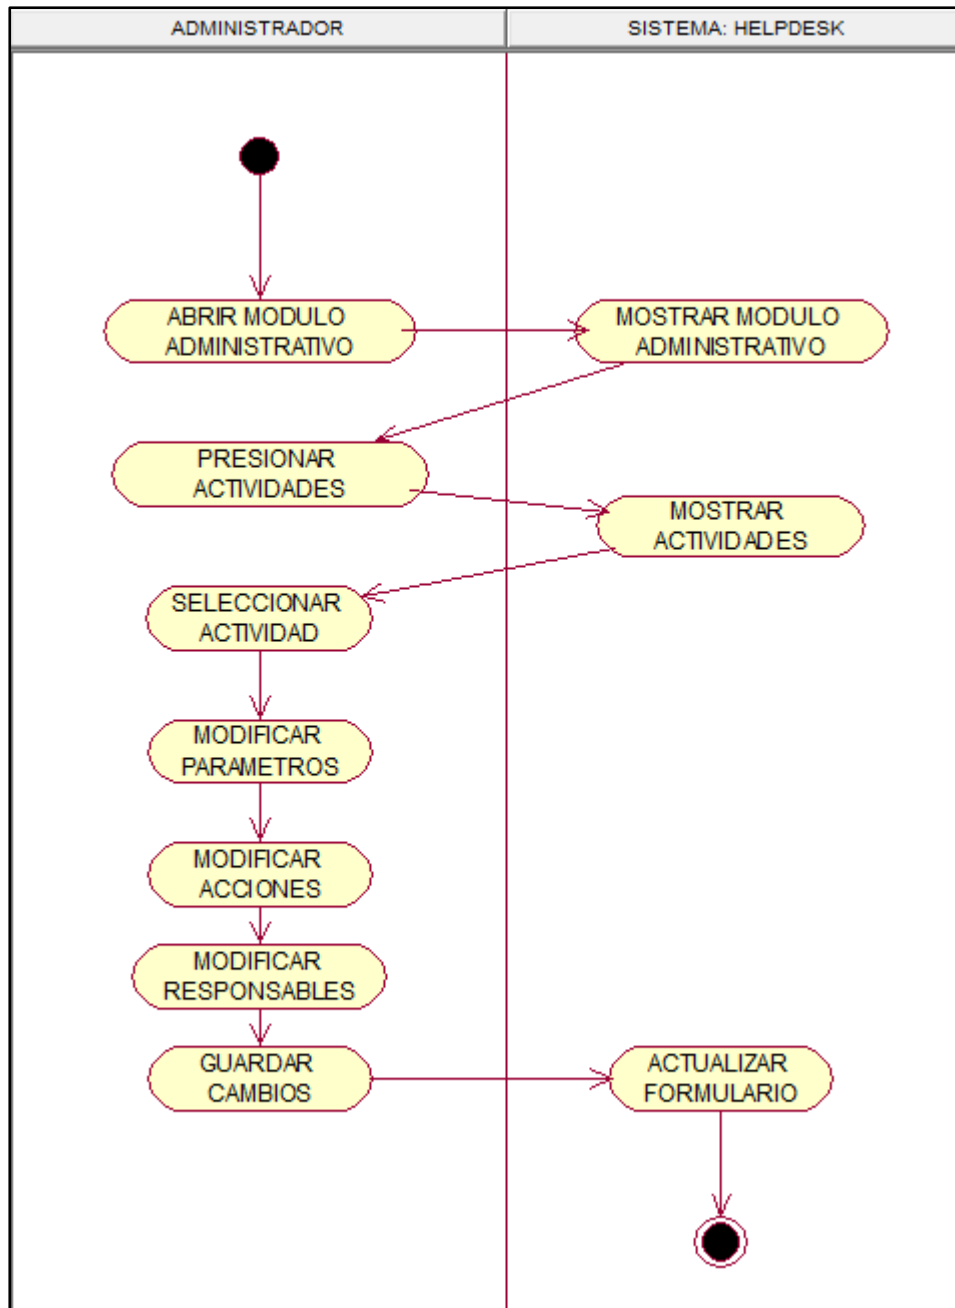 ADMINISTRADOR
SISTEMA: HELPDESK
ABRIR MODULO
ADMINISTRATIVO
MOSTRAR MODULO
ADMINISTRATIVO
PRESIONAR
ACTIVIDADES
MOSTRAR
ACTIVIDADES
SELECCIONAR
ACTIVIDAD
MODIFICAR
PARAMETROS
MODIFICAR
ACCIONES
MODIFICAR
RESPONSABLES
GUARDAR
CAMBIOS
ACTUALIZAR
FORMULARIO